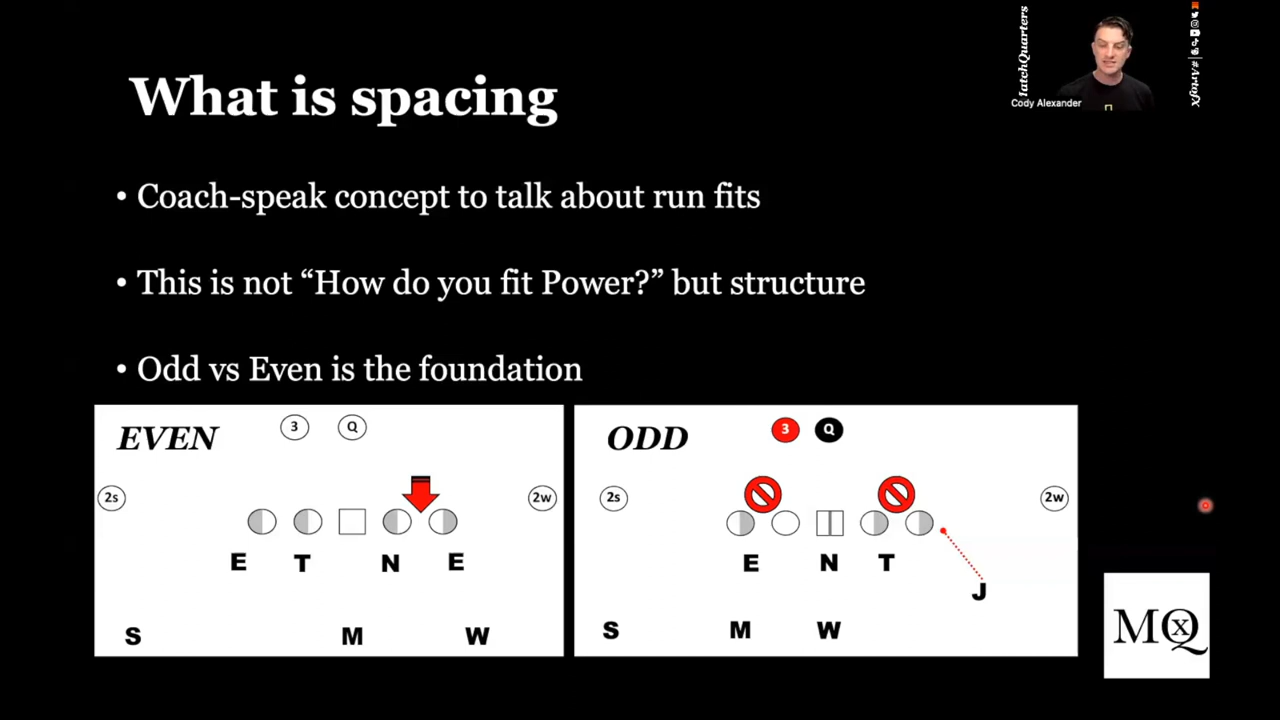 MatchQuarters
#ArtofX
Cody Alexander
What is spacing
• Coach-speak concept to talk about run fits
• This is not “How do you fit Power?” but structure
• Odd vs Even is the foundation
EVEN
3 Q
2s 2w
E T N E
S M W
ODD
3 Q
2s 2w
E N T
J
S M W
MQx